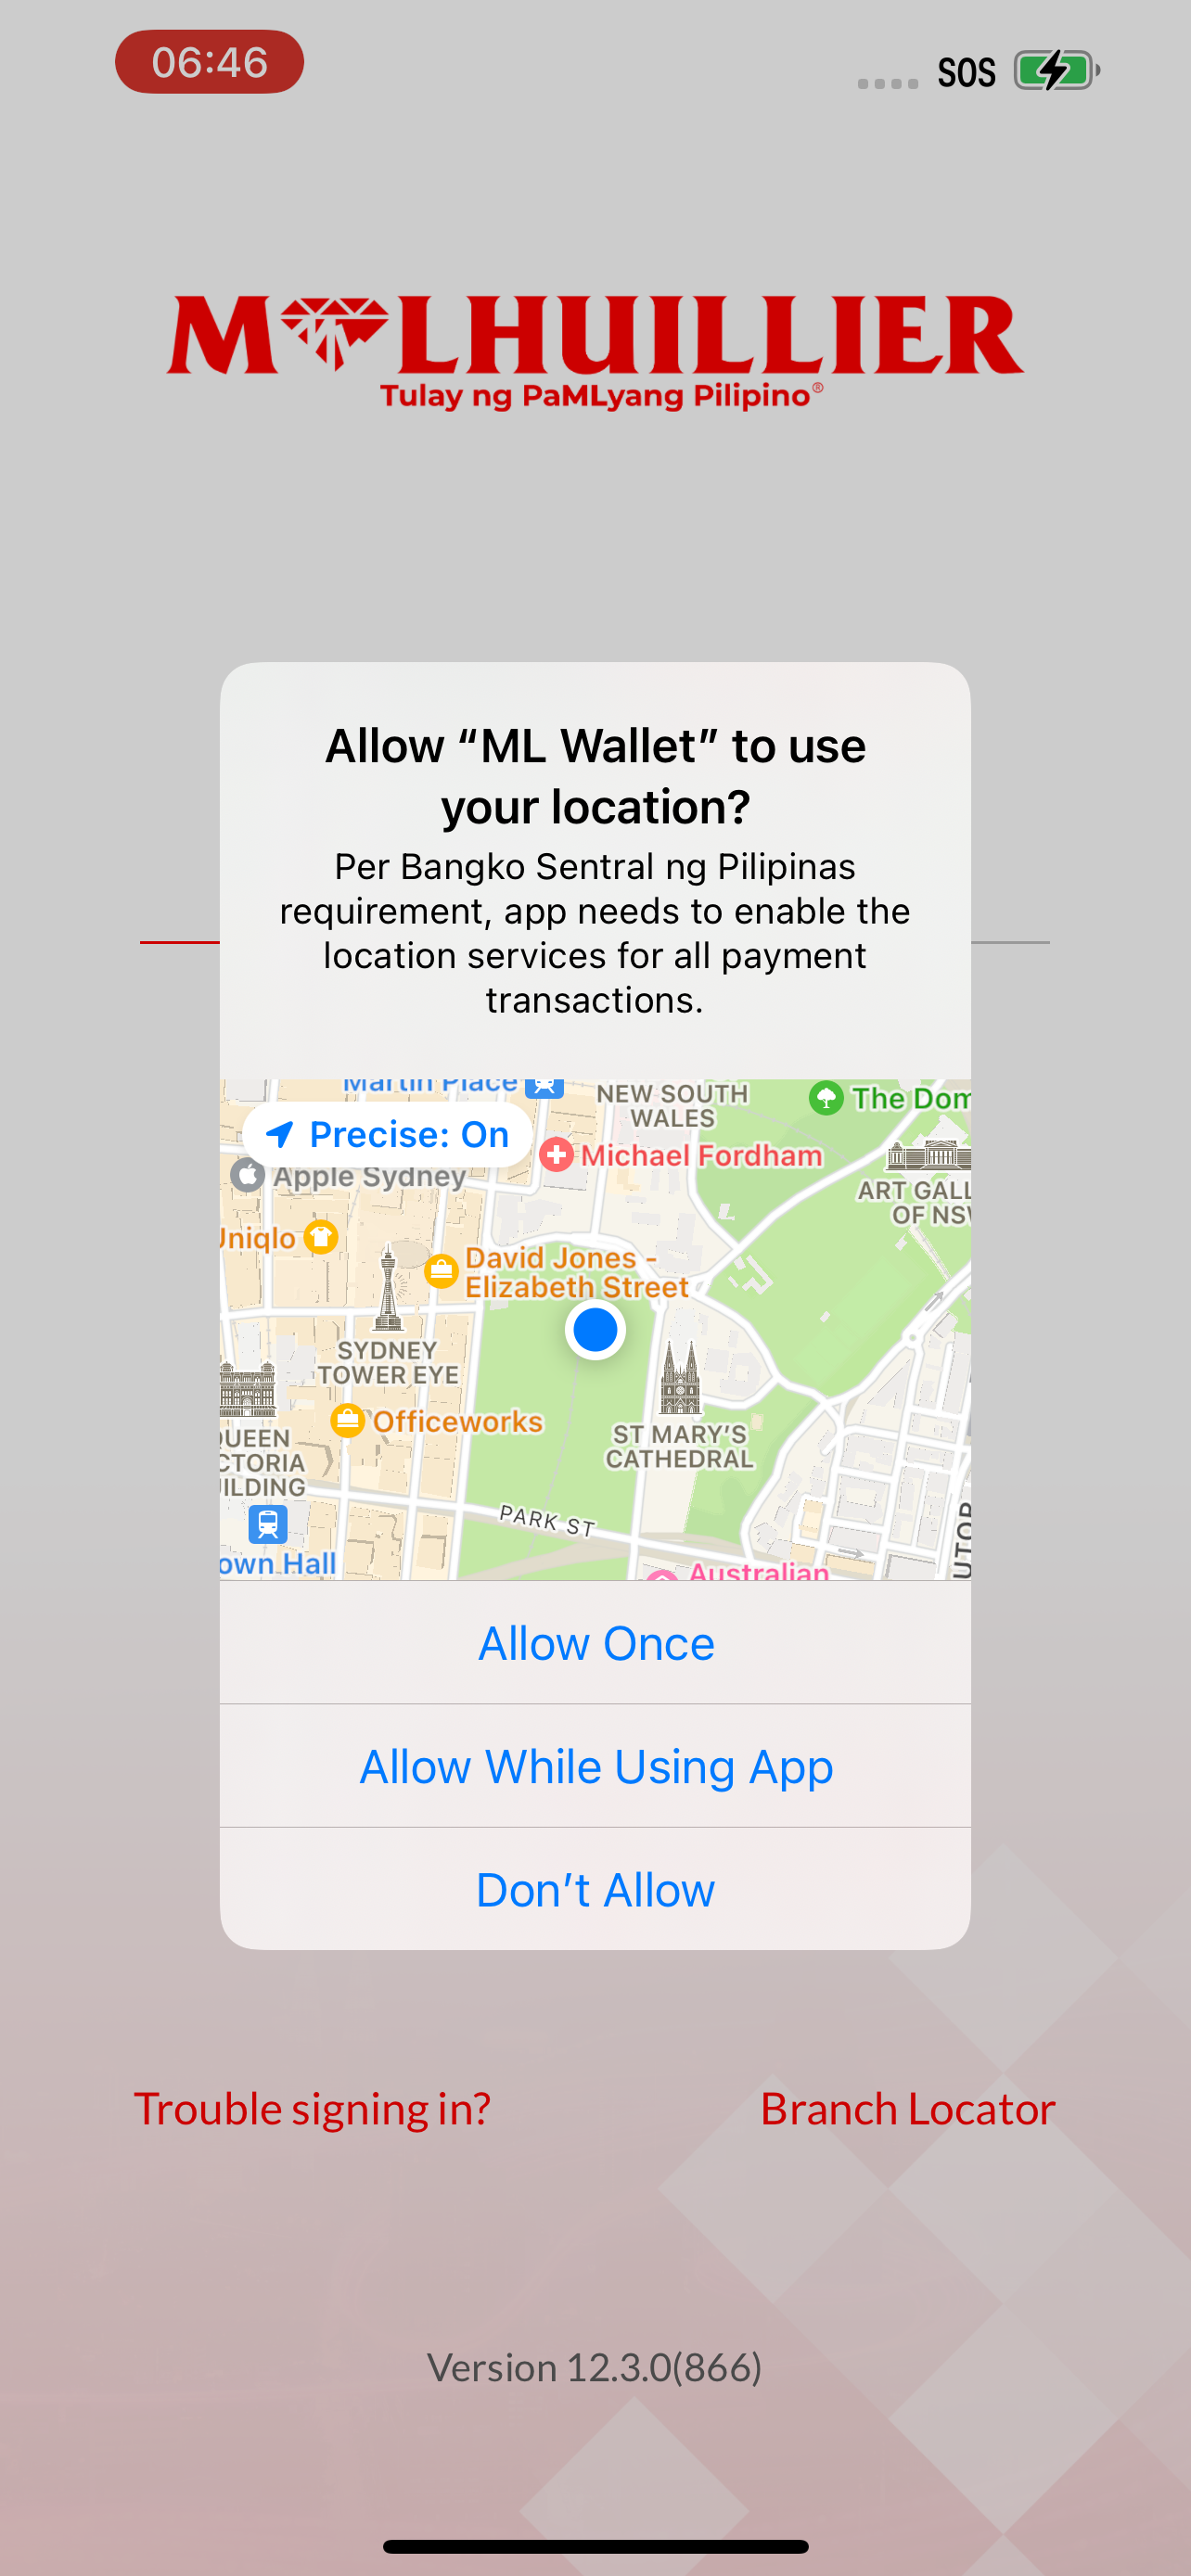 06:46
SOS
M LHUILLIER
Tulay ng PaMLyang Pilipino®
Allow “ML Wallet” to use
your location?
Per Bangko Sentral ng Pilipinas
requirement, app needs to enable the
location services for all payment
transactions.
Martin Place
NEW SOUTH
WALES
The Dom
Precise: On
Michael Fordham
Apple Sydney
ART GALL
OF NSW
Uniqlo
David Jones -
Elizabeth Street
SYDNEY
TOWER EYE
Officeworks
ST MARY’S
CATHEDRAL
QUEEN
CTORIA
UILDING
PARK ST
own Hall
Australian
UTOR
Allow Once
Allow While Using App
Don’t Allow
Trouble signing in?
Branch Locator
Version 12.3.0(866)